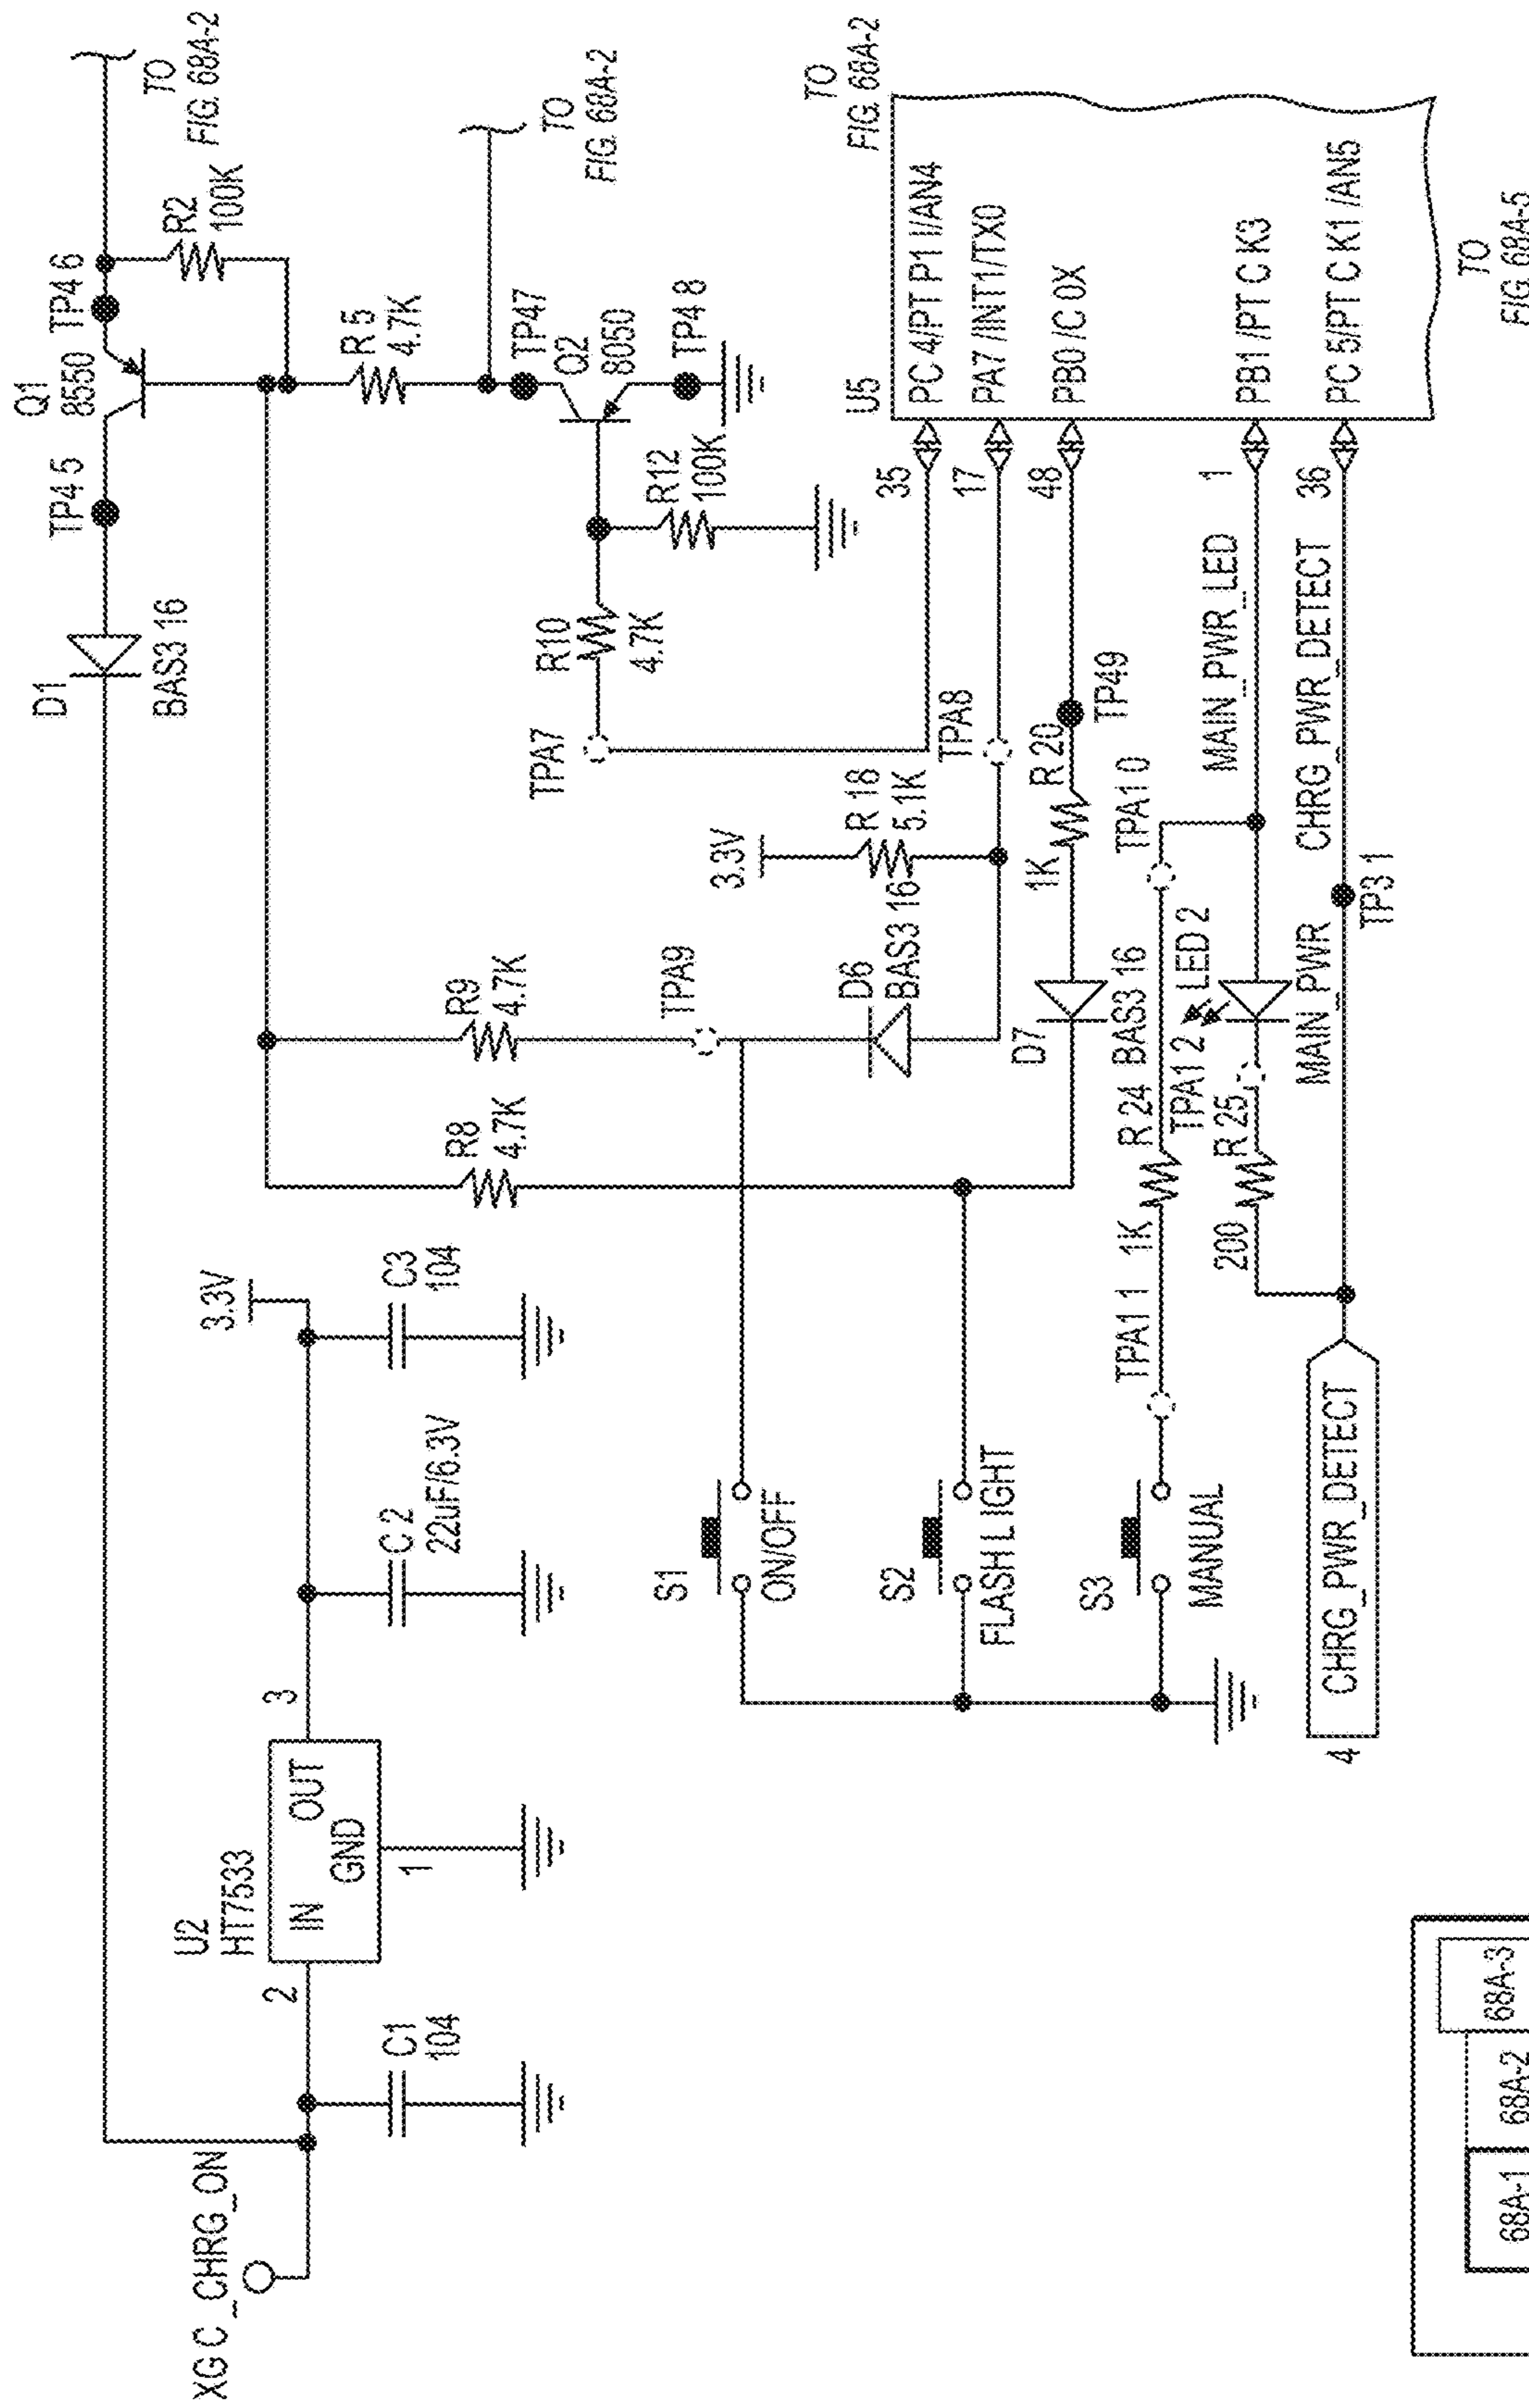 XG C _CHRG_ON
C1
104
2
U2
HT7533
IN
OUT
GND
1
3
C 2
22uF/6.3V
3.3V
C3
104
D1
BAS3 16
TP4 5
Q1
8550
TP4 6
R2
100K
TO
FIG. 68A-2
R8
4.7K
R9
4.7K
TPA9
R 5
4.7K
TP47
Q2
8050
TP4 8
TO
FIG. 68A-2
R10
4.7K
R12
100K
TPA7
D6
BAS3 16
3.3V
R 18
5.1K
TPA8
S1
ON/OFF
S2
FLASH L IGHT
S3
MANUAL
D7
1K
R 20
TP49
TPA1 1
1K
R 24
BAS3 16
TPA1 0
TPA1 2
LED 2
200
R 25
MAIN_PWR_LED
MAIN_PWR
CHRG_PWR_DETECT
TP3 1
4
CHRG_PWR_DETECT
U5
TO
FIG. 68A-2
35
PC 4/PT P1 I/AN4
17
PA7 /INT1/TX0
48
PB0 /C 0X
1
PB1 /PT C K3
36
PC 5/PT C K1 /AN5
TO
FIG. 68A-5
68A-1
68A-2
68A-3